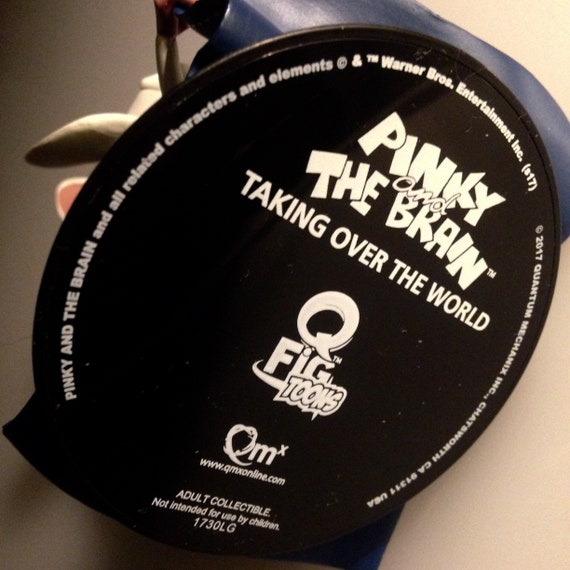 PINKY AND THE BRAIN and all related characters and elements © & ™ Warner Bros. Entertainment Inc. (s17)
PINKY
and
THE BRAIN™
TAKING OVER THE WORLD
Q
FiG™
TOONS
Qmx
www.qmxonline.com
ADULT COLLECTIBLE.
Not intended for use by children.
1730LG
© 2017 QUANTUM MECHANIX INC., CHATSWORTH CA 91311 USA